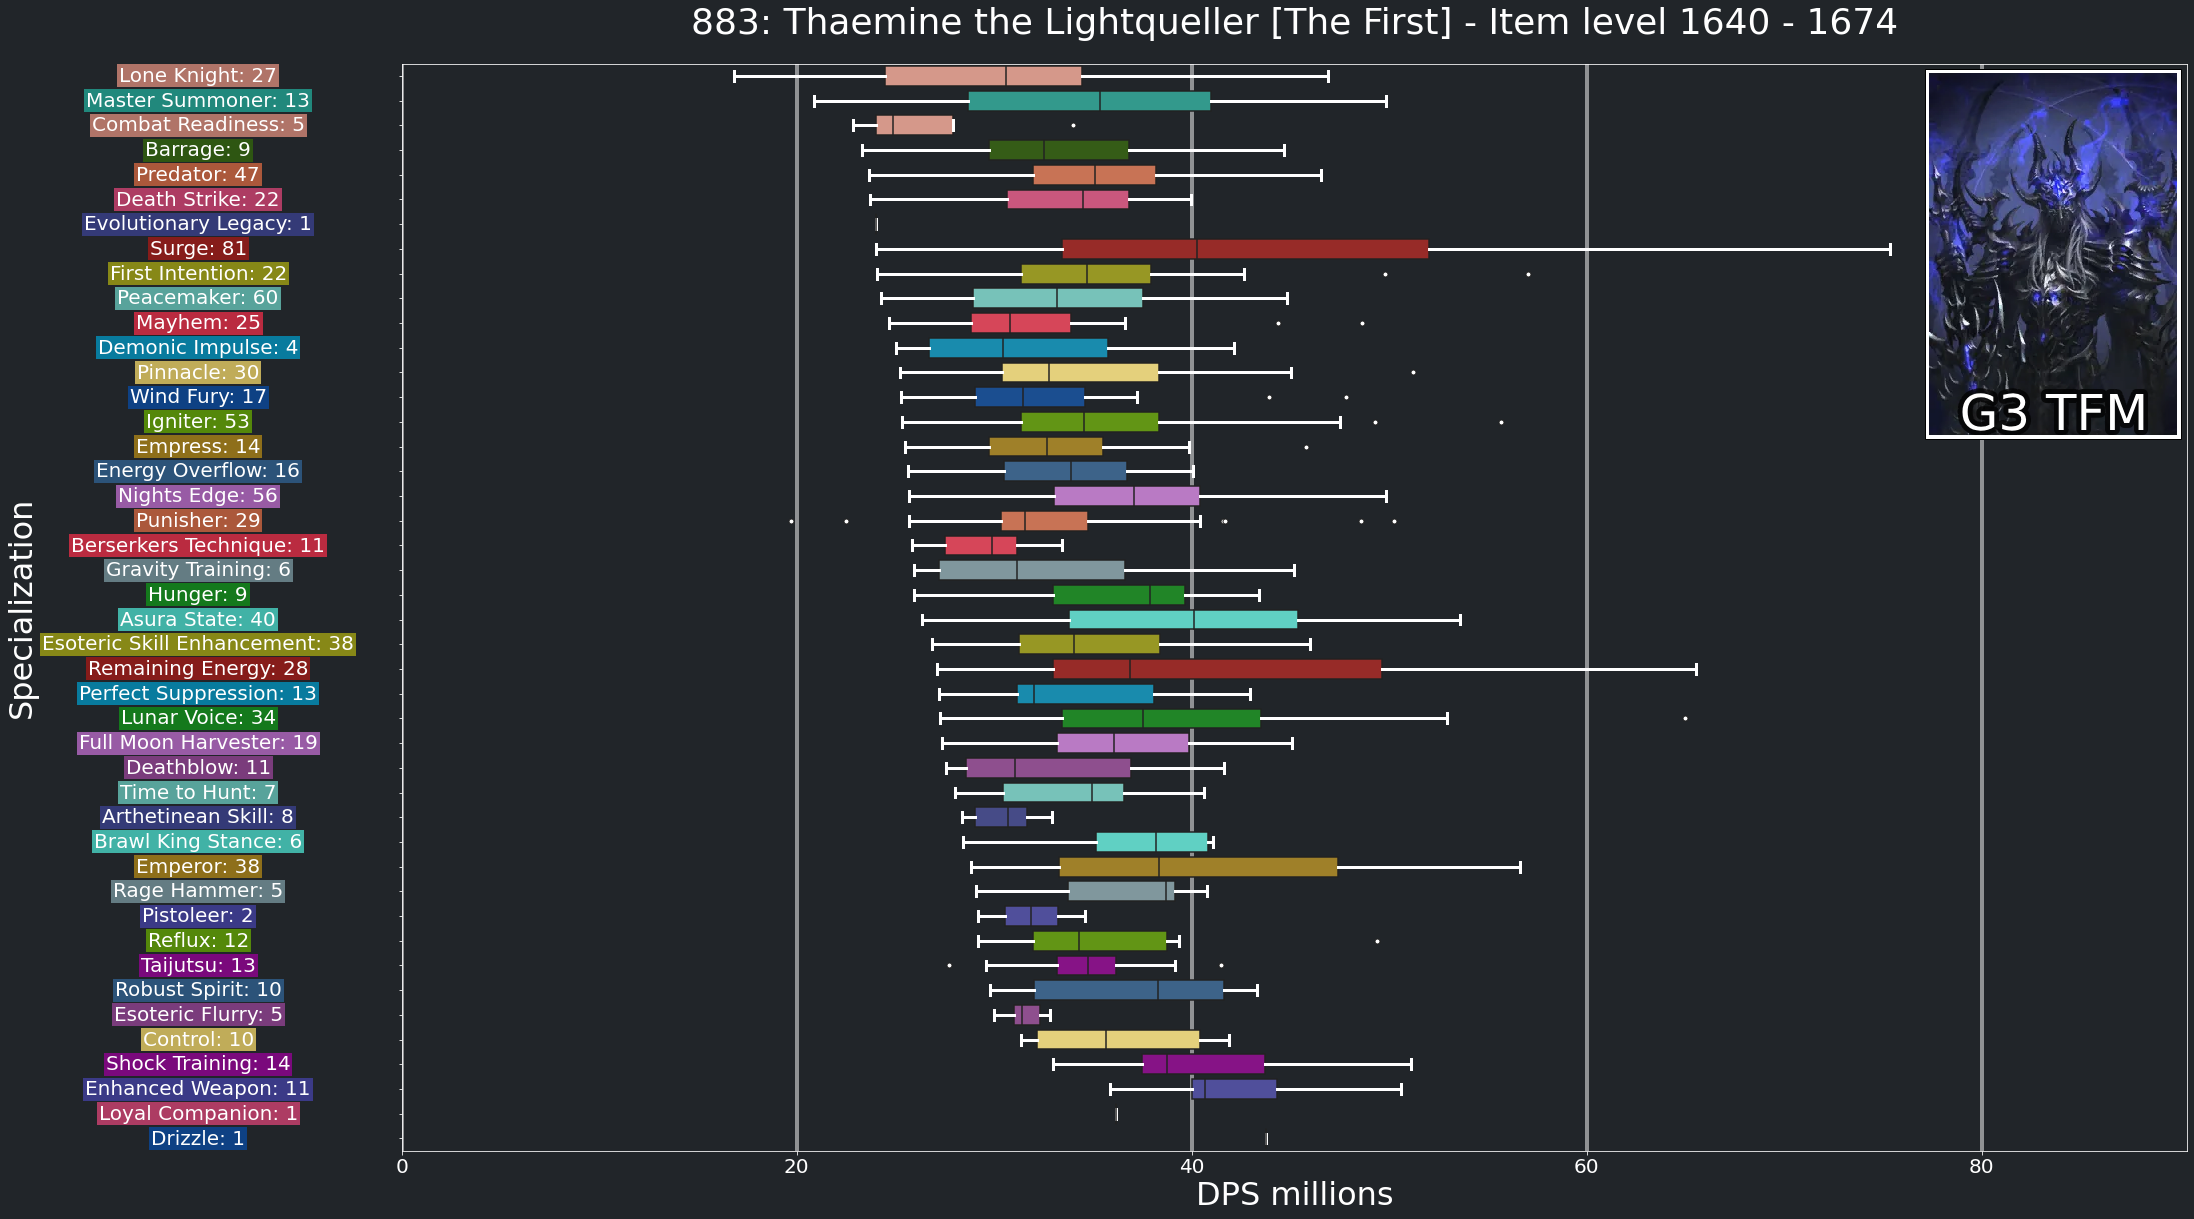 883: Thaemine the Lightqueller [The First] - Item level 1640 - 1674
Lone Knight: 27
Master Summoner: 13
Combat Readiness: 5
Barrage: 9
Predator: 47
Death Strike: 22
Evolutionary Legacy: 1
Surge: 81
First Intention: 22
Peacemaker: 60
Mayhem: 25
Demonic Impulse: 4
Pinnacle: 30
Wind Fury: 17
Igniter: 53
Empress: 14
Energy Overflow: 16
Nights Edge: 56
Punisher: 29
Berserkers Technique: 11
Gravity Training: 6
Hunger: 9
Asura State: 40
Esoteric Skill Enhancement: 38
Remaining Energy: 28
Perfect Suppression: 13
Lunar Voice: 34
Full Moon Harvester: 19
Deathblow: 11
Time to Hunt: 7
Arthetinean Skill: 8
Brawl King Stance: 6
Emperor: 38
Rage Hammer: 5
Pistoleer: 2
Reflux: 12
Taijutsu: 13
Robust Spirit: 10
Esoteric Flurry: 5
Control: 10
Shock Training: 14
Enhanced Weapon: 11
Loyal Companion: 1
Drizzle: 1
Specialization
G3 TFM
0 20 40 60 80
DPS millions